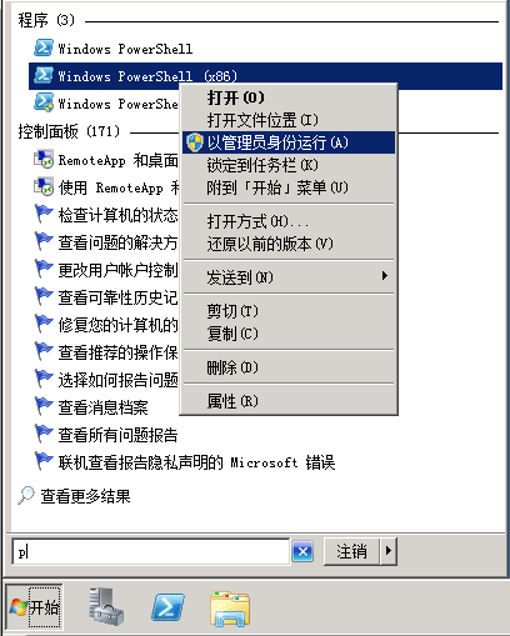 程序 (3)
Windows PowerShell
Windows PowerShell (x86)
Windows PowerShe
打开(O)
打开文件位置(I)
以管理员身份运行(A)
锁定到任务栏(K)
附到「开始」菜单(U)
打开方式(H)...
还原以前的版本(V)
发送到(N)
剪切(T)
复制(C)
删除(D)
属性(R)
控制面板 (171)
RemoteApp 和桌面
使用 RemoteApp 和
检查计算机的状态
查看问题的解决方
更改用户帐户控制
查看可靠性历史记
修复您的计算机的
查看推荐的操作保
选择如何报告问题
查看消息档案
查看所有问题报告
联机查看报告隐私声明的 Microsoft 错误
查看更多结果
p
注销
开始